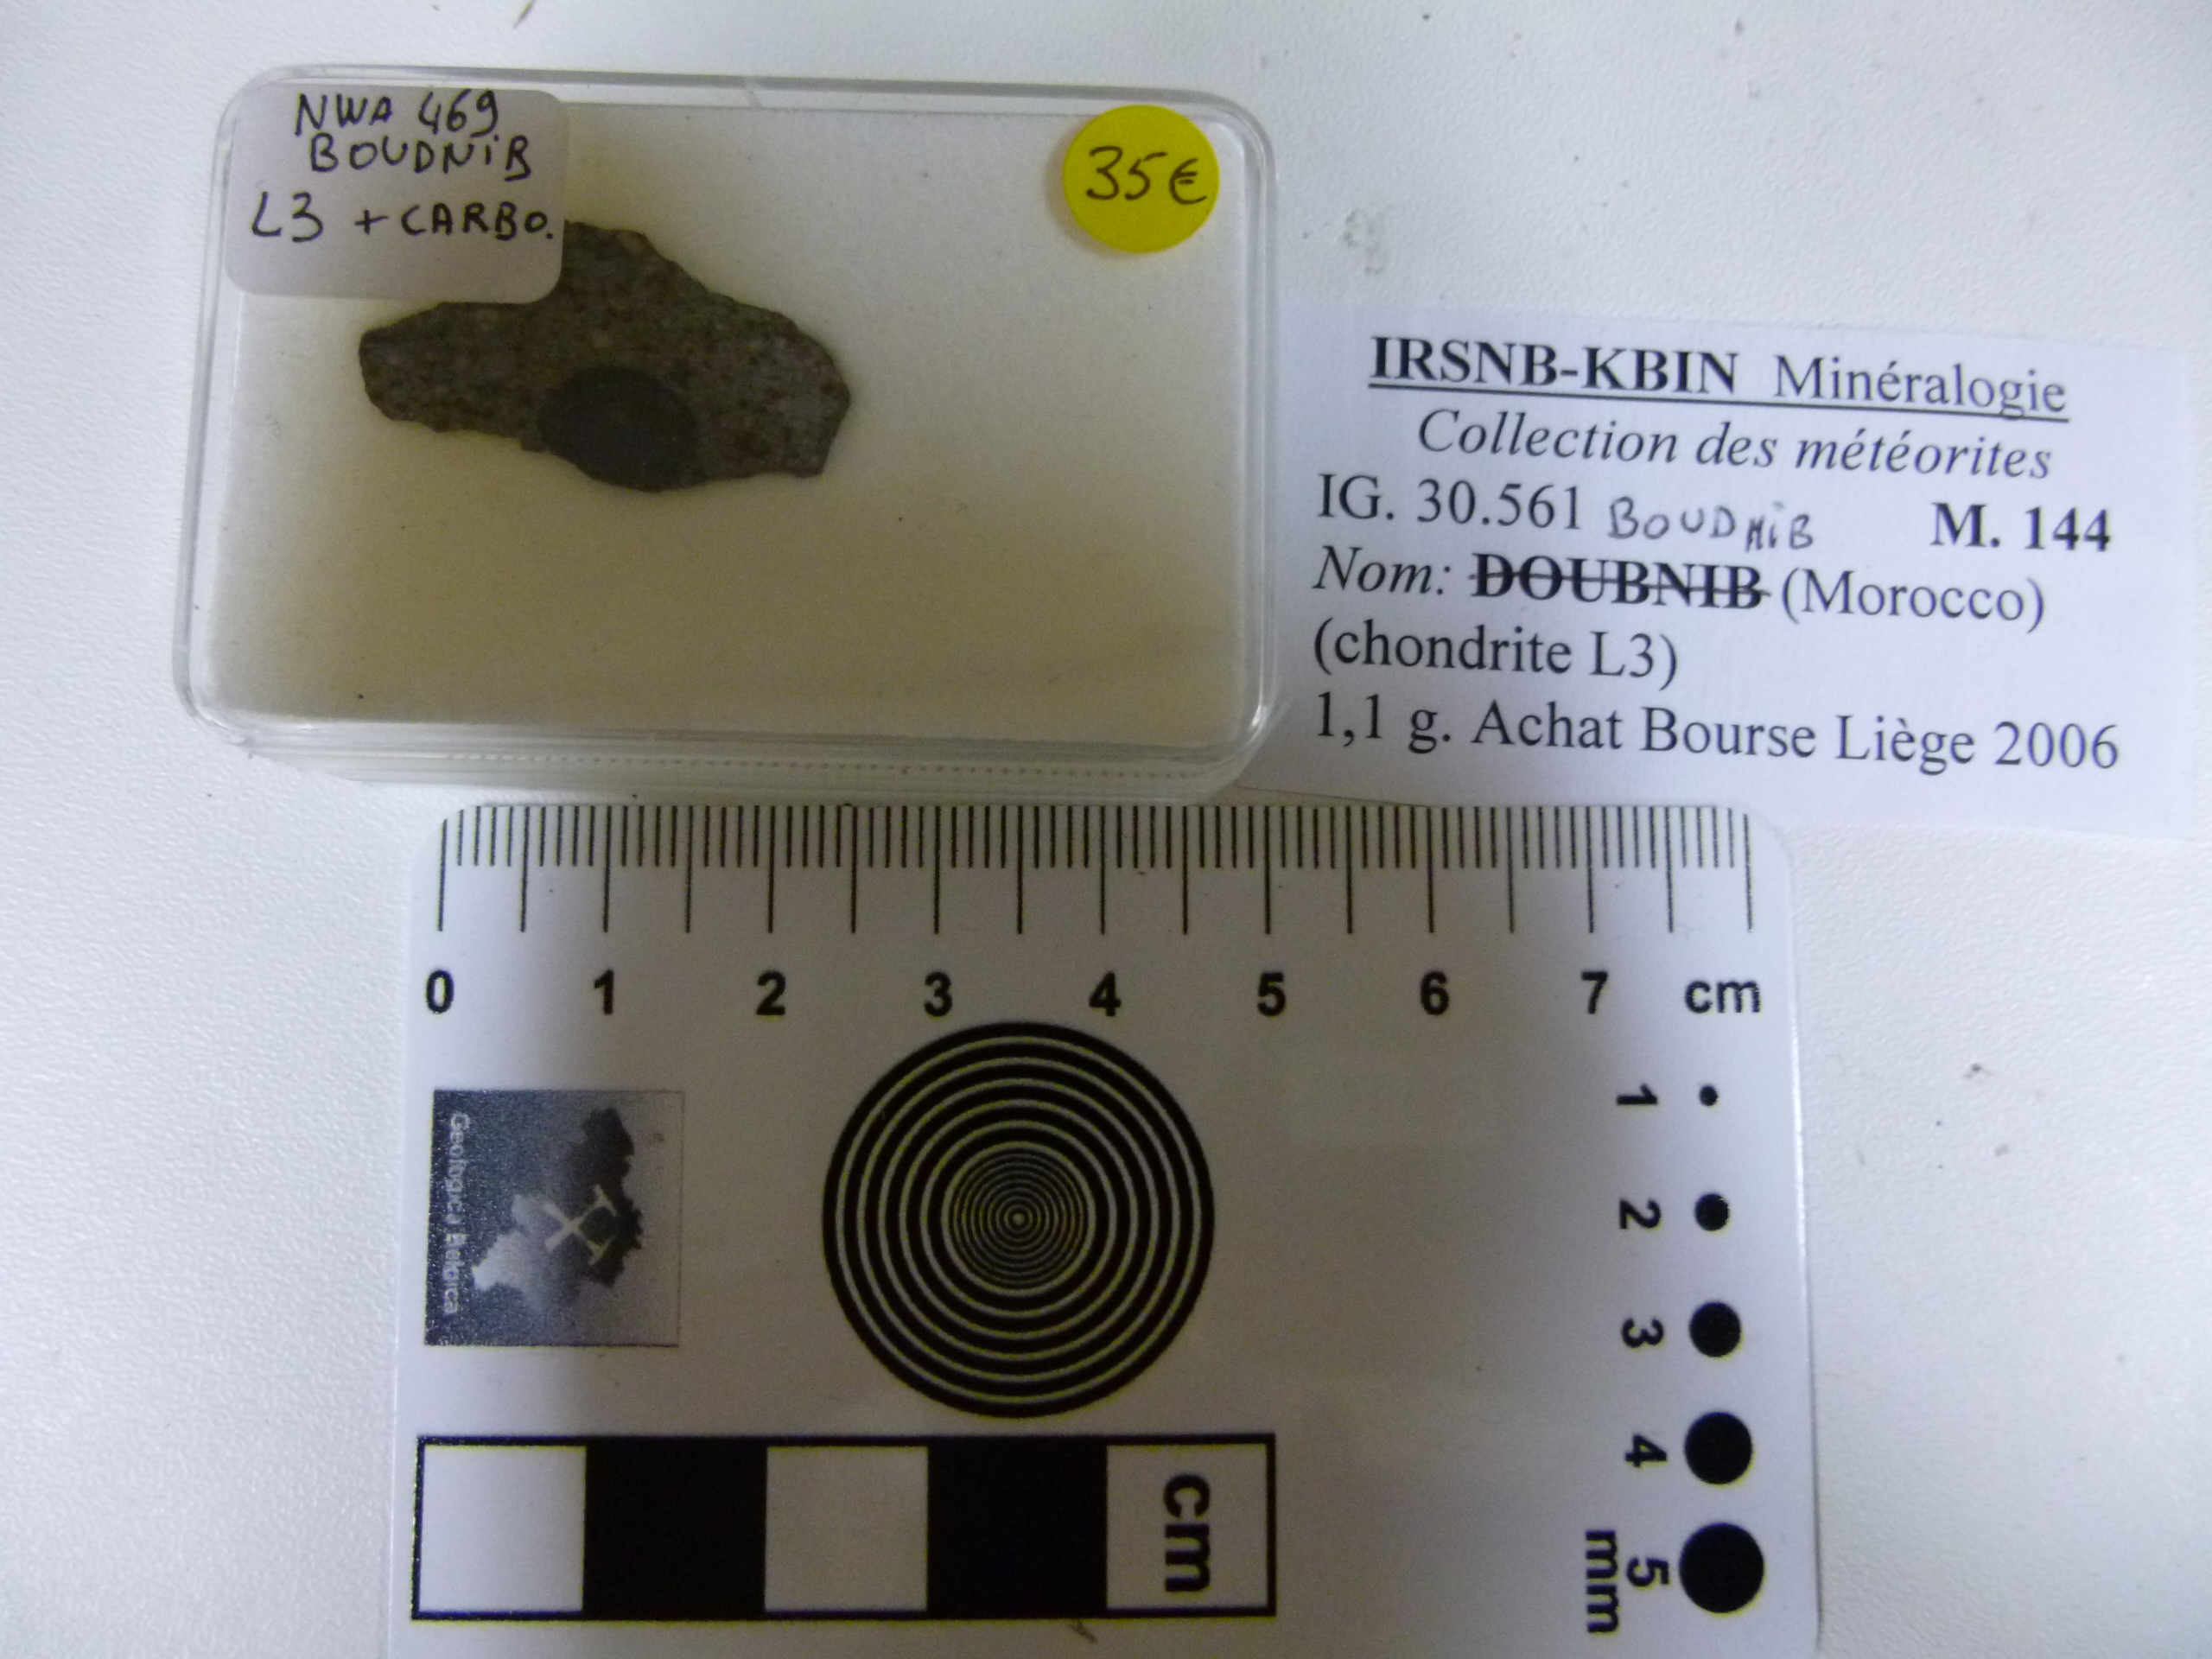 NWA 469
BOUDNiB
L3 + CARBO.
35€
IRSNB-KBIN Minéralogie
Collection des météorites
IG. 30.561 BOUDNiB M. 144
Nom: DOUBNIB (Morocco)
(chondrite L3)
1,1 g. Achat Bourse Liège 2006
0 1 2 3 4 5 6 7 cm
Geologica Belgica
1
2
3
4
5
mm
cm